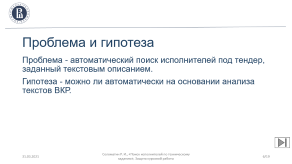 Проблема и гипотеза
Проблема - автоматический поиск исполнителей под тендер,
заданный текстовым описанием.
Гипотеза - можно ли автоматически на основании анализа
текстов ВКР.